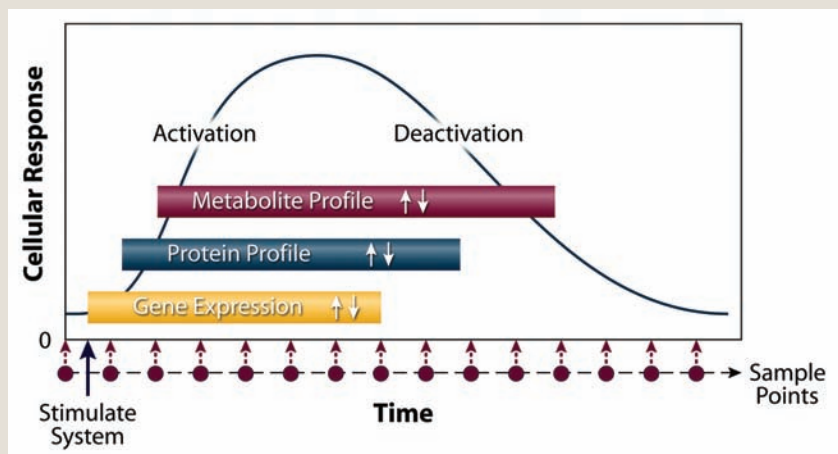 Cellular Response
Activation
Deactivation
Metabolite Profile
Protein Profile
Gene Expression
0
Sample
Points
Stimulate
System
Time